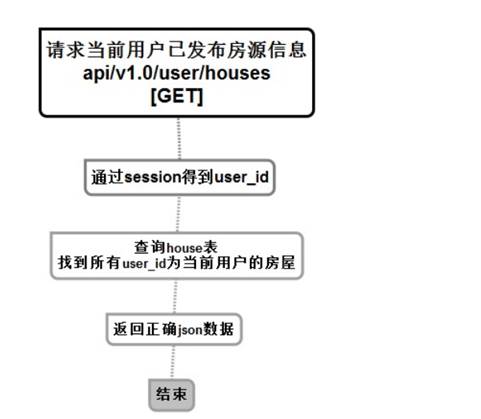 请求当前用户已发布房源信息
api/v1.0/user/houses
[GET]
通过session得到user_id
查询house表
找到所有user_id为当前用户的房屋
返回正确json数据
结束